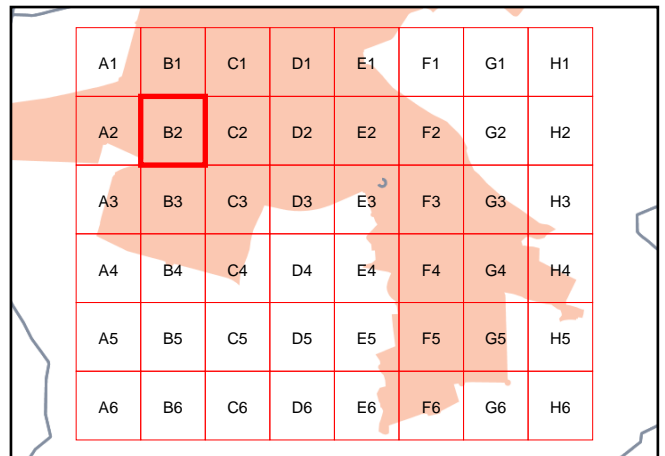 A1 B1 C1 D1 E1 F1 G1 H1
A2 B2 C2 D2 E2 F2 G2 H2
A3 B3 C3 D3 E3 F3 G3 H3
A4 B4 C4 D4 E4 F4 G4 H4
A5 B5 C5 D5 E5 F5 G5 H5
A6 B6 C6 D6 E6 F6 G6 H6